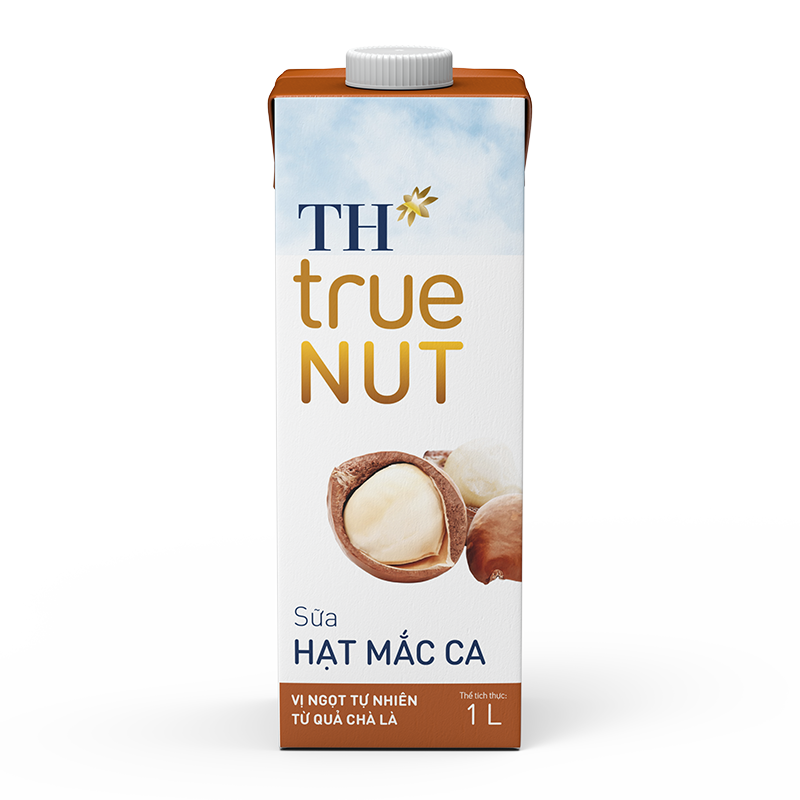 TH
true
NUT
Sữa
HẠT MẮC CA
VỊ NGỌT TỰ NHIÊN
TỪ QUẢ CHÀ LÀ
Thể tích thực:
1 L